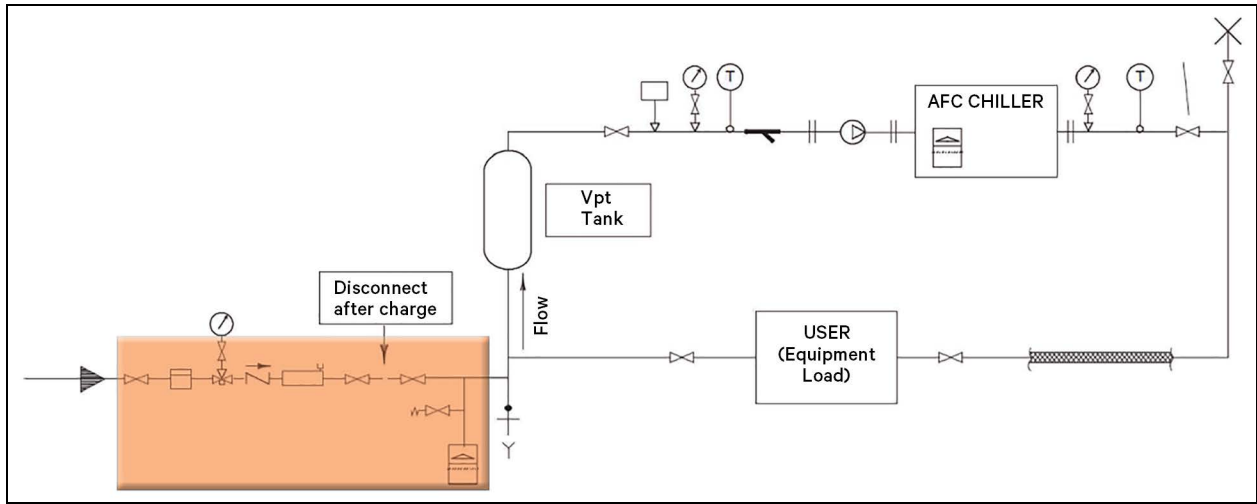 T
T
AFC CHILLER
Vpt
Tank
Disconnect
after charge
Flow
USER
(Equipment
Load)